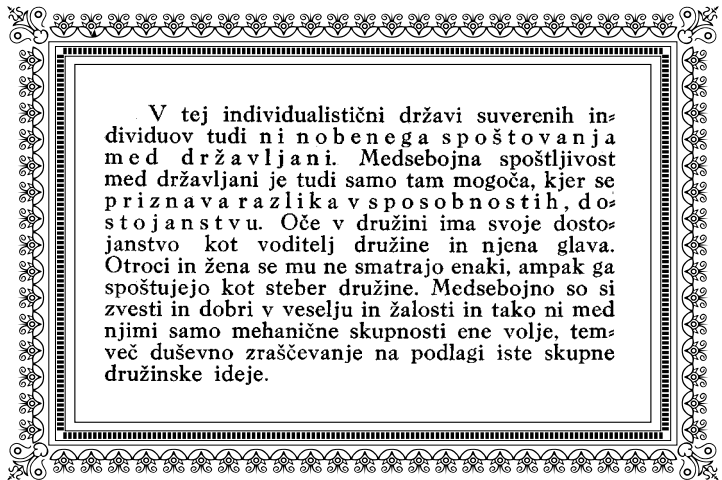 V tej individualistični državi suverenih in⸗
dividuov tudi ni nobenega spoštovanja
med državljani. Medsebojna spoštljivost
med državljani je tudi samo tam mogoča, kjer se
priznava razlika v sposobnostih, do⸗
stojanstvu. Oče v družini ima svoje dosto⸗
janstvo kot voditelj družine in njena glava.
Otroci in žena se mu ne smatrajo enaki, ampak ga
spoštujejo kot steber družine. Medsebojno so si
zvesti in dobri v veselju in žalosti in tako ni med
njimi samo mehanične skupnosti ene volje, tem⸗
več duševno zraščevanje na podlagi iste skupne
družinske ideje.